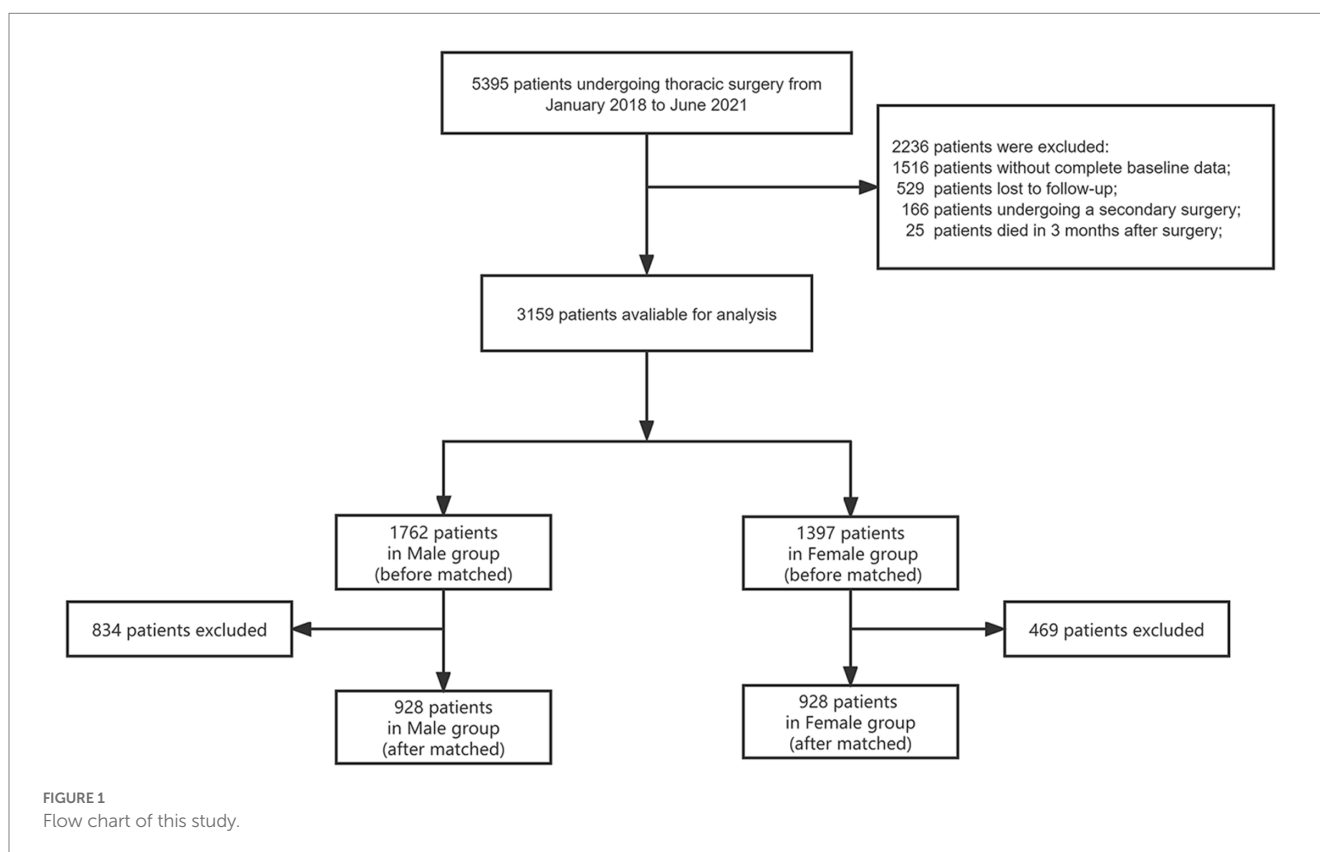 5395 patients undergoing thoracic surgery from
January 2018 to June 2021
2236 patients were excluded:
1516 patients without complete baseline data;
529 patients lost to follow-up;
166 patients undergoing a secondary surgery;
25 patients died in 3 months after surgery;
3159 patients avaliable for analysis
1762 patients
in Male group
(before matched)
1397 patients
in Female group
(before matched)
834 patients excluded
469 patients excluded
928 patients
in Male group
(after matched)
928 patients
in Female group
(after matched)
FIGURE 1
Flow chart of this study.